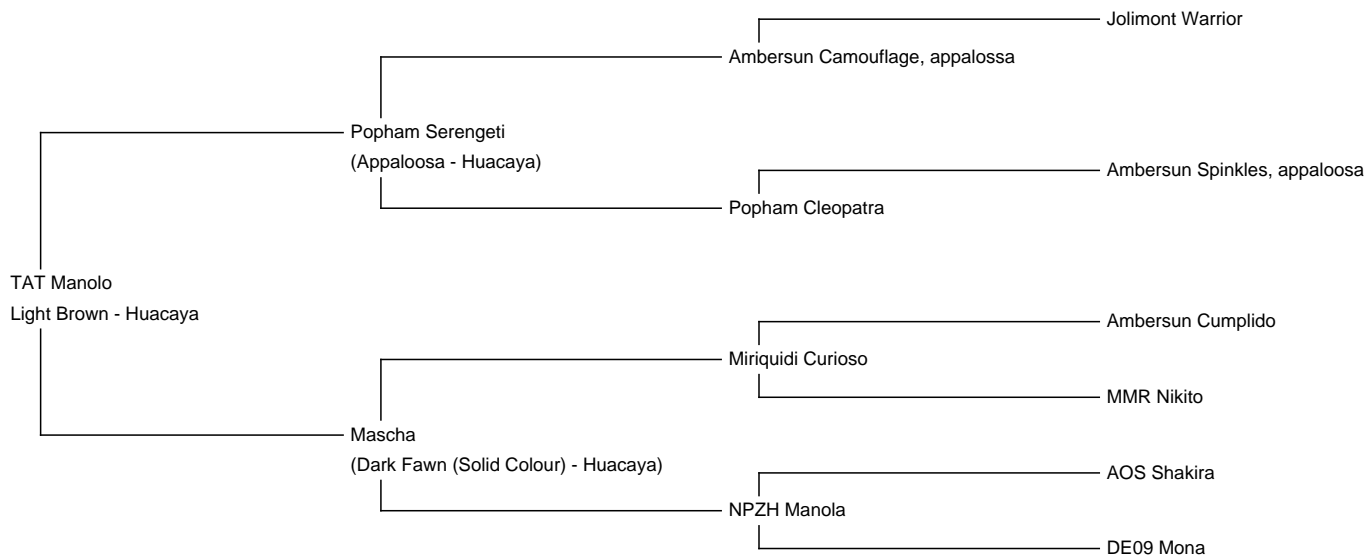 Jolimont Warrior
Ambersun Camouflage, appalossa
Popham Serengeti
(Appaloosa - Huacaya)
Ambersun Spinkles, appaloosa
Popham Cleopatra
TAT Manolo
Light Brown - Huacaya
Ambersun Cumplido
Miriquidi Curioso
MMR Nikito
Mascha
(Dark Fawn (Solid Colour) - Huacaya)
AOS Shakira
NPZH Manola
DE09 Mona